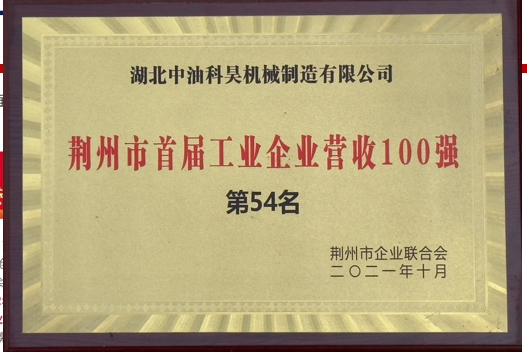 湖北中油科昊机械制造有限公司
荆州市首届工业企业营收100强
第54名
荆州市企业联合会
二〇二一年十月